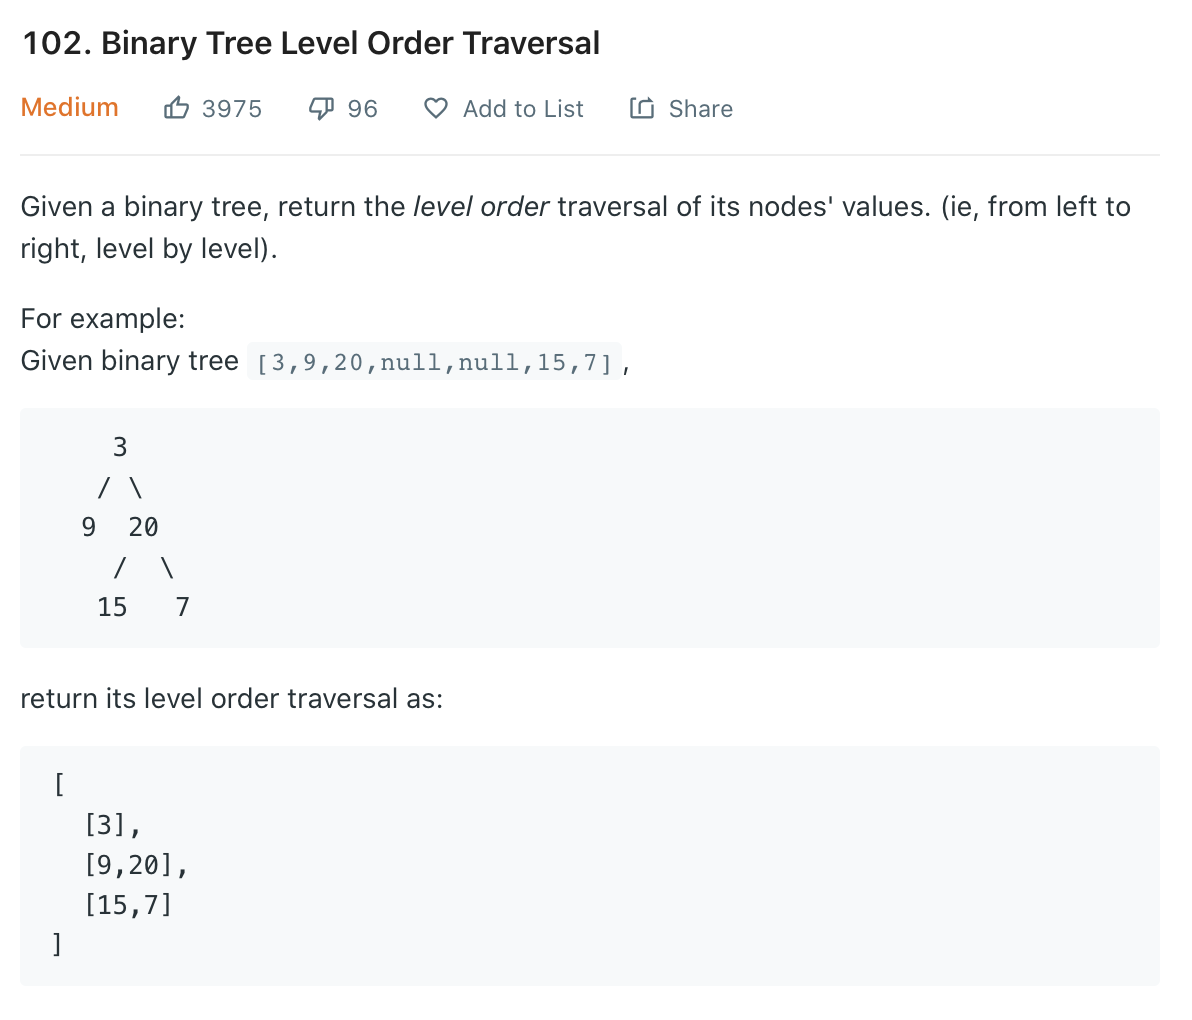 102. Binary Tree Level Order Traversal
Medium 3975 96 Add to List Share
Given a binary tree, return the level order traversal of its nodes' values. (ie, from left to
right, level by level).
For example:
Given binary tree [3,9,20,null,null,15,7],
    3
   / \
  9  20
    /  \
   15   7
return its level order traversal as:
[
  [3],
  [9,20],
  [15,7]
]